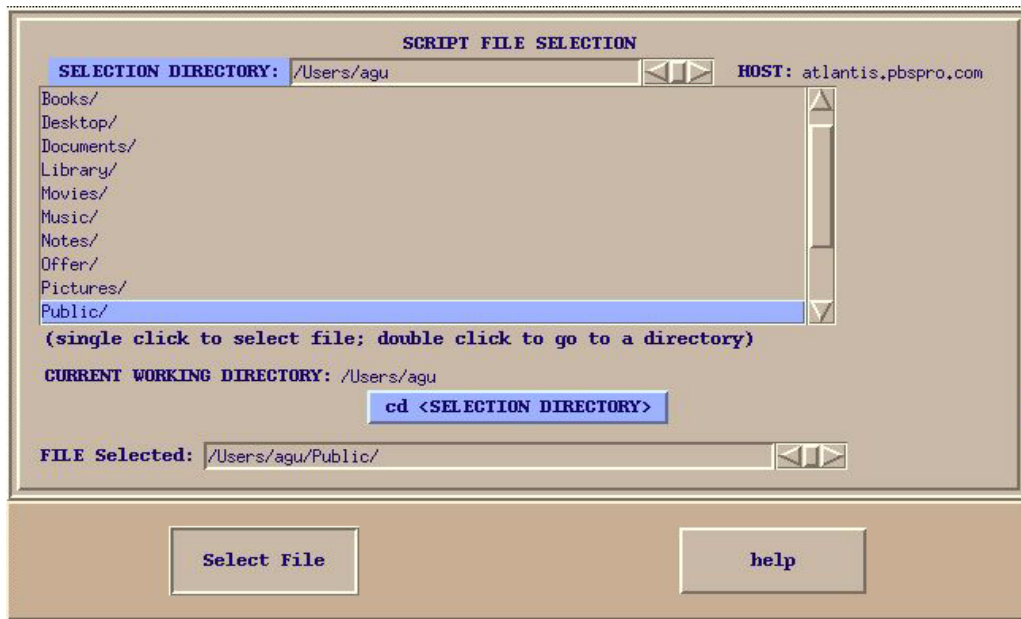 SCRIPT FILE SELECTION
SELECTION DIRECTORY: /Users/agu HOST: atlantis.pbspro.com
Books/
Desktop/
Documents/
Library/
Movies/
Music/
Notes/
Offer/
Pictures/
Public/
(single click to select file; double click to go to a directory)
CURRENT WORKING DIRECTORY: /Users/agu
cd <SELECTION DIRECTORY>
FILE Selected: /Users/agu/Public/
Select File help